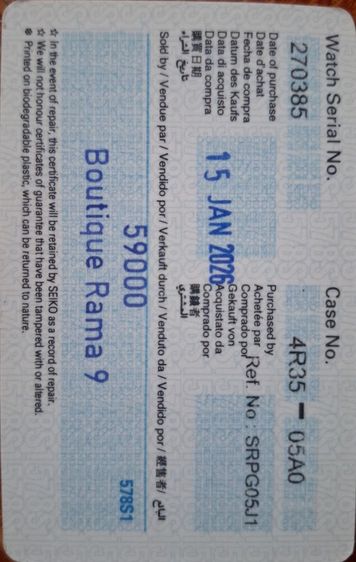 Watch Serial No.
Case No.
270385
4R35 - 05A0
Date of purchase
Date d'achat
Fecha de compra
Datum des Kaufs
Data di acquisto
Data da compra
購買日期
تاريخ الشراء
15 JAN 2026
Purchased by
Achetée par
Comprado por
Gekauft von
Acquistato da
Comprado por
購錶者
المشتري
Ref. No : SRPG05J1
Sold by / Vendue par / Vendido por / Verkauft durch / Venduto da / Vendido por / 經售者 / البائع
59000
578S1
Boutique Rama 9
☆ In the event of repair, this certificate will be retained by SEIKO as a record of repair.
☆ We will not honour certificates of guarantee that have been tampered with or altered.
※ Printed on biodegradable plastic, which can be returned to nature.